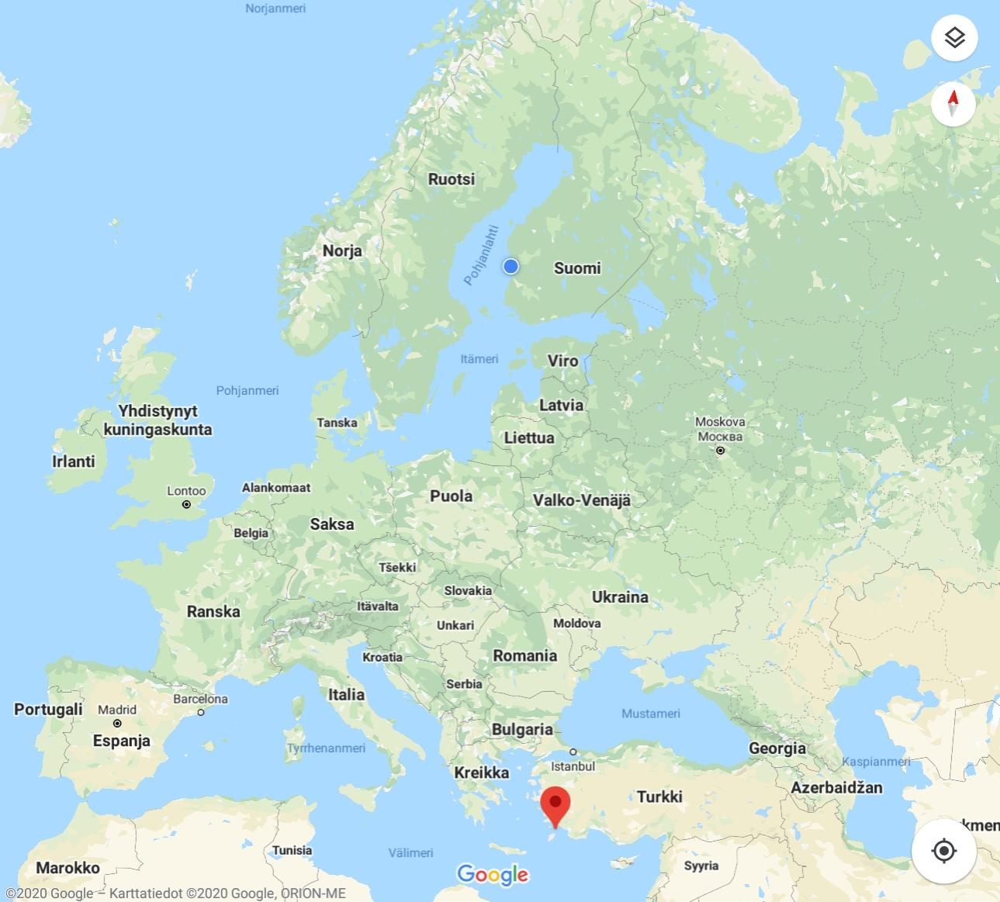 Norjanmeri
Ruotsi
Pohjanlahti
Norja
Suomi
Itämeri
Viro
Pohjanmeri
Latvia
Yhdistynyt
kuningaskunta
Tanska
Moskova
Москва
Liettua
Irlanti
Lontoo
Alankomaat
Puola
Valko-Venäjä
Saksa
Belgia
Tšekki
Slovakia
Ukraina
Itävalta
Ranska
Unkari
Moldova
Kroatia
Romania
Serbia
Italia
Barcelona
Portugali
Madrid
Mustameri
Bulgaria
Espanja
Tyrrhenanmeri
Georgia
Kaspianmeri
Istanbul
Kreikka
Azerbaidžan
Turkki
kmen
Tunisia
Välimeri
Marokko
Syyria
Google
©2020 Google – Karttatiedot ©2020 Google, ORION-ME